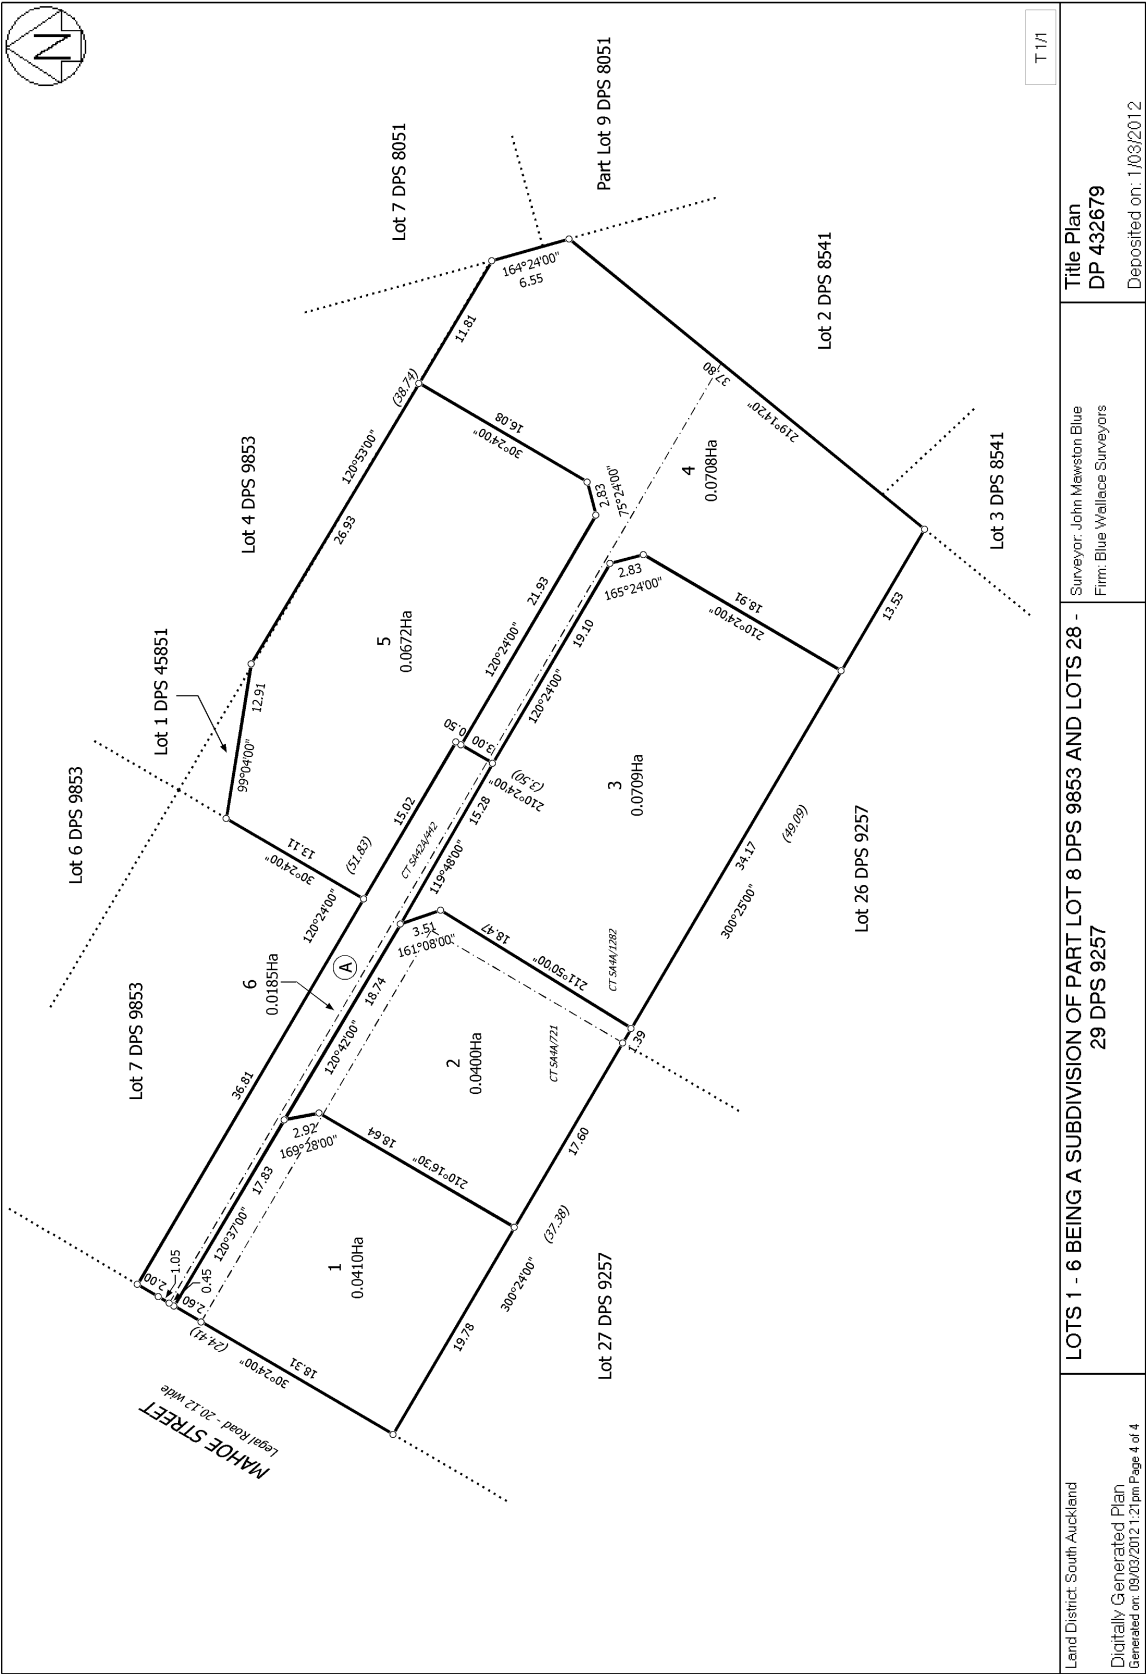 N
T 1/1
Lot 7 DPS 8051
Part Lot 9 DPS 8051
Lot 4 DPS 9853
Lot 1 DPS 45851
Lot 6 DPS 9853
Lot 7 DPS 9853
Lot 2 DPS 8541
Lot 3 DPS 8541
Lot 26 DPS 9257
Lot 27 DPS 9257
MAHOE STREET
Legal Road - 20.12 wide
164°24'00"
6.55
11.81
(38.74)
120°53'00"
26.93
12.91
99°04'00"
13.11
30°24'00"
16.08
30°24'00"
2.83
75°24'00"
37.80
219°14'20"
4
0.0708Ha
5
0.0672Ha
21.93
120°24'00"
2.83
165°24'00"
19.10
120°24'00"
18.91
210°24'00"
13.53
0.50
3.00
210°24'00"
(3.50)
15.02
(51.83)
120°24'00"
CT SA42A/442
15.28
119°48'00"
3
0.0709Ha
34.17
(49.09)
300°25'00"
3.51
161°08'00"
18.47
211°50'00"
CT SA4A/1282
CT SA4A/721
1.39
6
0.0185Ha
A
18.74
120°42'00"
36.81
2
0.0400Ha
2.92
169°28'00"
18.64
210°16'30"
17.60
(37.38)
300°24'00"
17.83
120°37'00"
1
0.0410Ha
19.78
2.00
1.05
0.45
2.60
(24.41)
30°24'00"
18.31
Land District: South Auckland
Digitally Generated Plan
Generated on: 09/03/2012 1:21pm Page 4 of 4
LOTS 1 - 6 BEING A SUBDIVISION OF PART LOT 8 DPS 9853 AND LOTS 28 -
29 DPS 9257
Surveyor: John Mawston Blue
Firm: Blue Wallace Surveyors
Title Plan
DP 432679
Deposited on: 1/03/2012